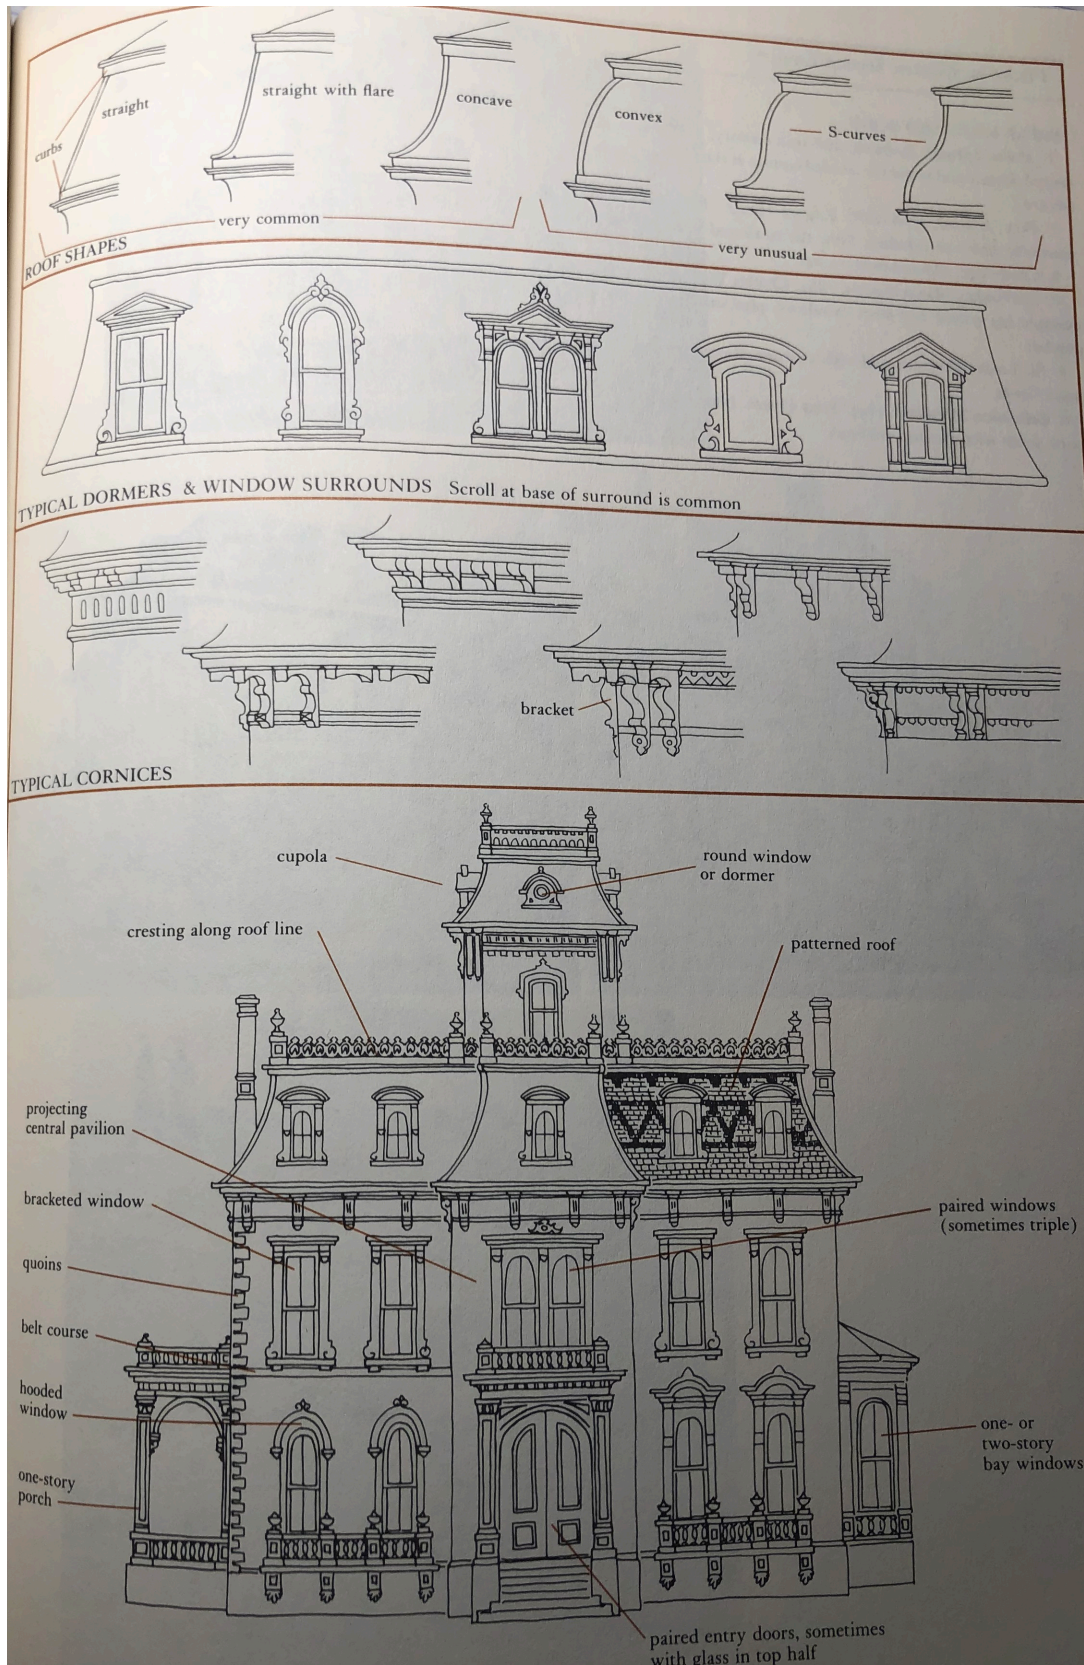 straight
straight with flare
concave
convex
S-curves
curbs
very common
very unusual
ROOF SHAPES
TYPICAL DORMERS & WINDOW SURROUNDS Scroll at base of surround is common
bracket
TYPICAL CORNICES
cupola
round window
or dormer
cresting along roof line
patterned roof
projecting
central pavilion
bracketed window
paired windows
(sometimes triple)
quoins
belt course
hooded
window
one- or
two-story
bay windows
one-story
porch
paired entry doors, sometimes
with glass in top half